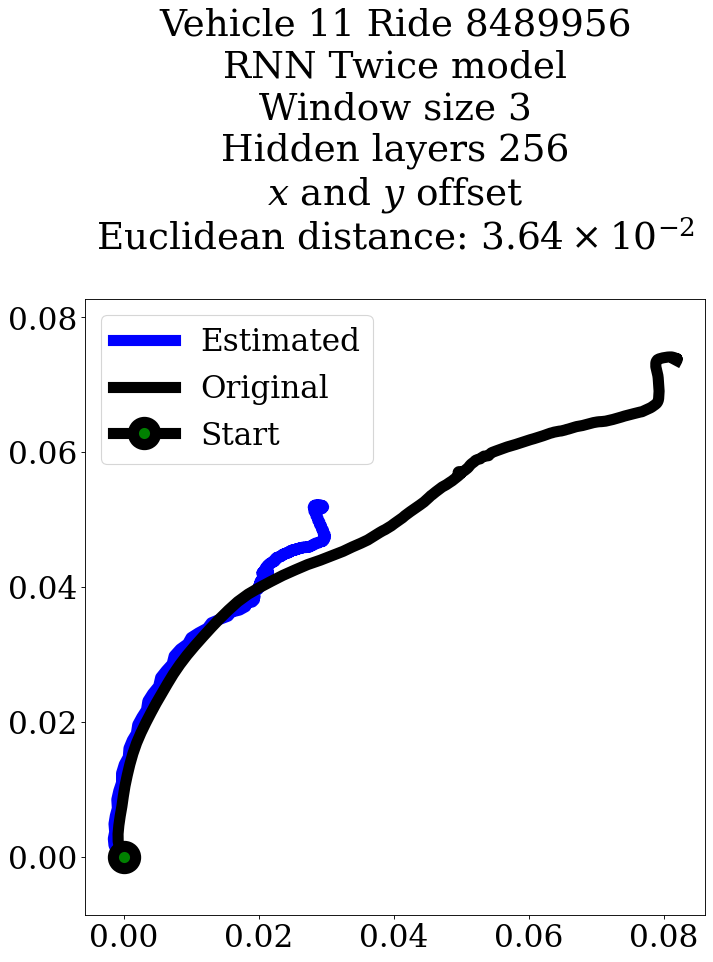 Vehicle 11 Ride 8489956
RNN Twice model
Window size 3
Hidden layers 256
x and y offset
Euclidean distance: 3.64 × 10⁻²
0.08
0.06
0.04
0.02
0.00
Estimated
Original
Start
0.00 0.02 0.04 0.06 0.08